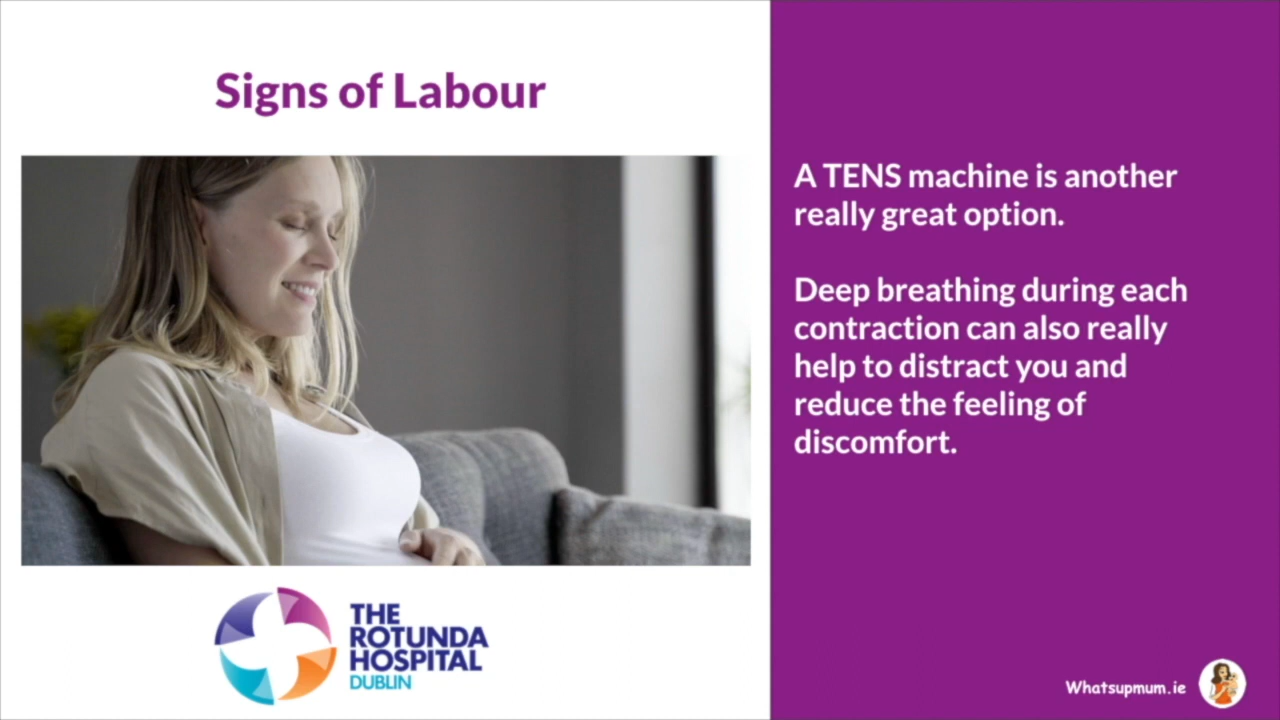 Signs of Labour
A TENS machine is another
really great option.
Deep breathing during each
contraction can also really
help to distract you and
reduce the feeling of
discomfort.
THE
ROTUNDA
HOSPITAL
DUBLIN
Whatsupmum.ie